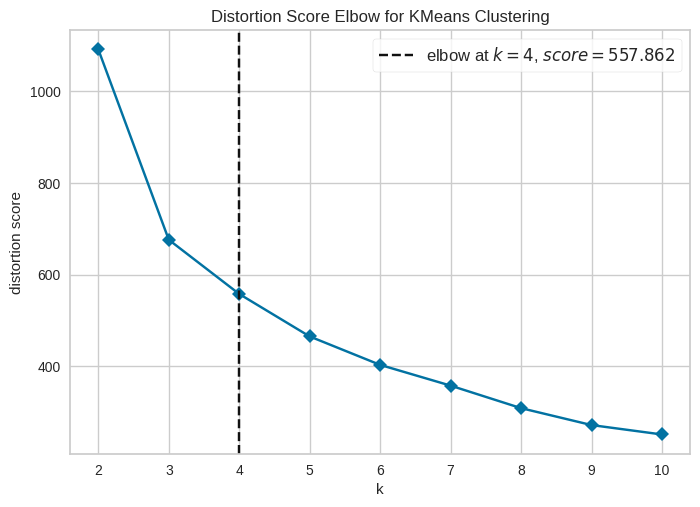 Distortion Score Elbow for KMeans Clustering
elbow at k = 4, score = 557.862
distortion score
1000
800
600
400
2 3 4 5 6 7 8 9 10
k